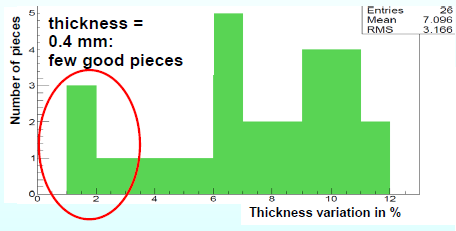 thickness =
0.4 mm:
few good pieces
Entries 26
Mean 7.096
RMS 3.166
Number of pieces
5
4
3
2
1
0
0 2 4 6 8 10 12
Thickness variation in %